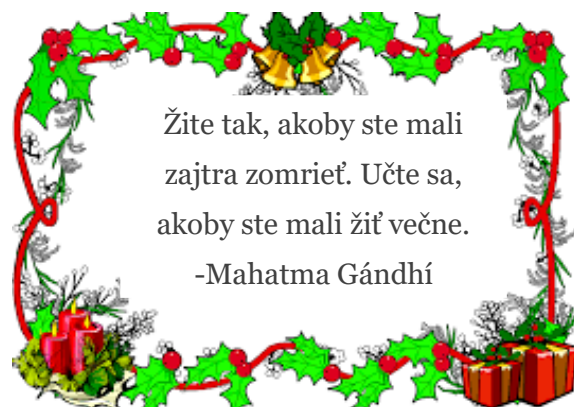 Žite tak, akoby ste mali
zajtra zomrieť. Učte sa,
akoby ste mali žiť večne.
-Mahatma Gándhí